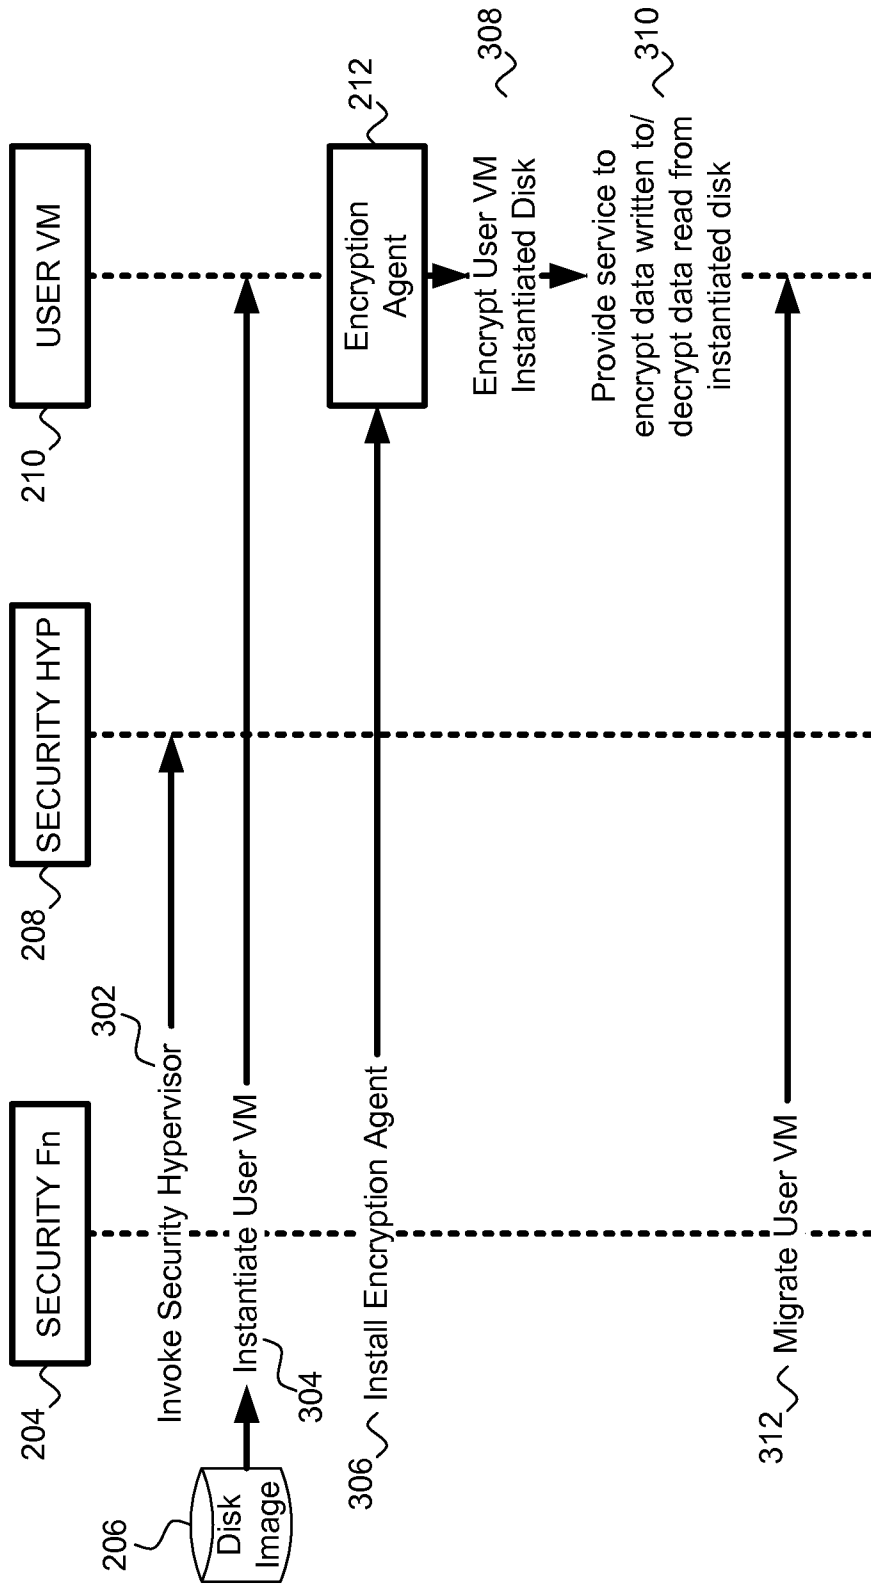 SECURITY Fn
204
SECURITY HYP
208
USER VM
210
Invoke Security Hypervisor
302
206
Disk
Image
Instantiate User VM
304
306
Install Encryption Agent
Encryption
Agent
212
Encrypt User VM
Instantiated Disk
308
Provide service to
encrypt data written to/
decrypt data read from
instantiated disk
310
312
Migrate User VM